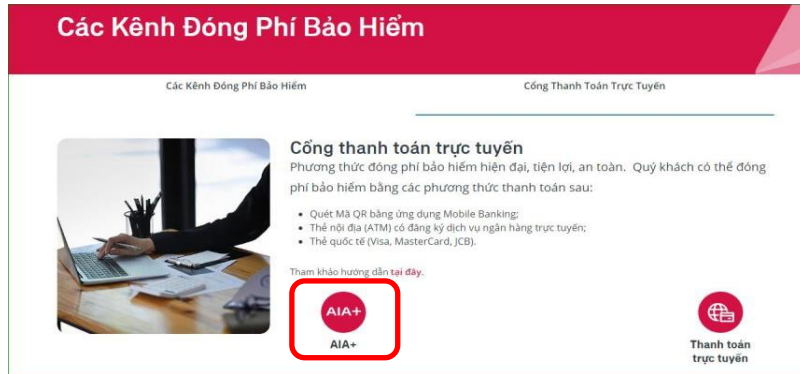 Các Kênh Đóng Phí Bảo Hiểm
Các Kênh Đóng Phí Bảo Hiểm
Cổng Thanh Toán Trực Tuyến
Cổng thanh toán trực tuyến
Phương thức đóng phí bảo hiểm hiện đại, tiện lợi, an toàn. Quý khách có thể đóng
phí bảo hiểm bằng các phương thức thanh toán sau:
• Quét Mã QR bằng ứng dụng Mobile Banking;
• Thẻ nội địa (ATM) có đăng ký dịch vụ ngân hàng trực tuyến;
• Thẻ quốc tế (Visa, MasterCard, JCB).
Tham khảo hướng dẫn tại đây.
AIA+
AIA+
Thanh toán
trực tuyến